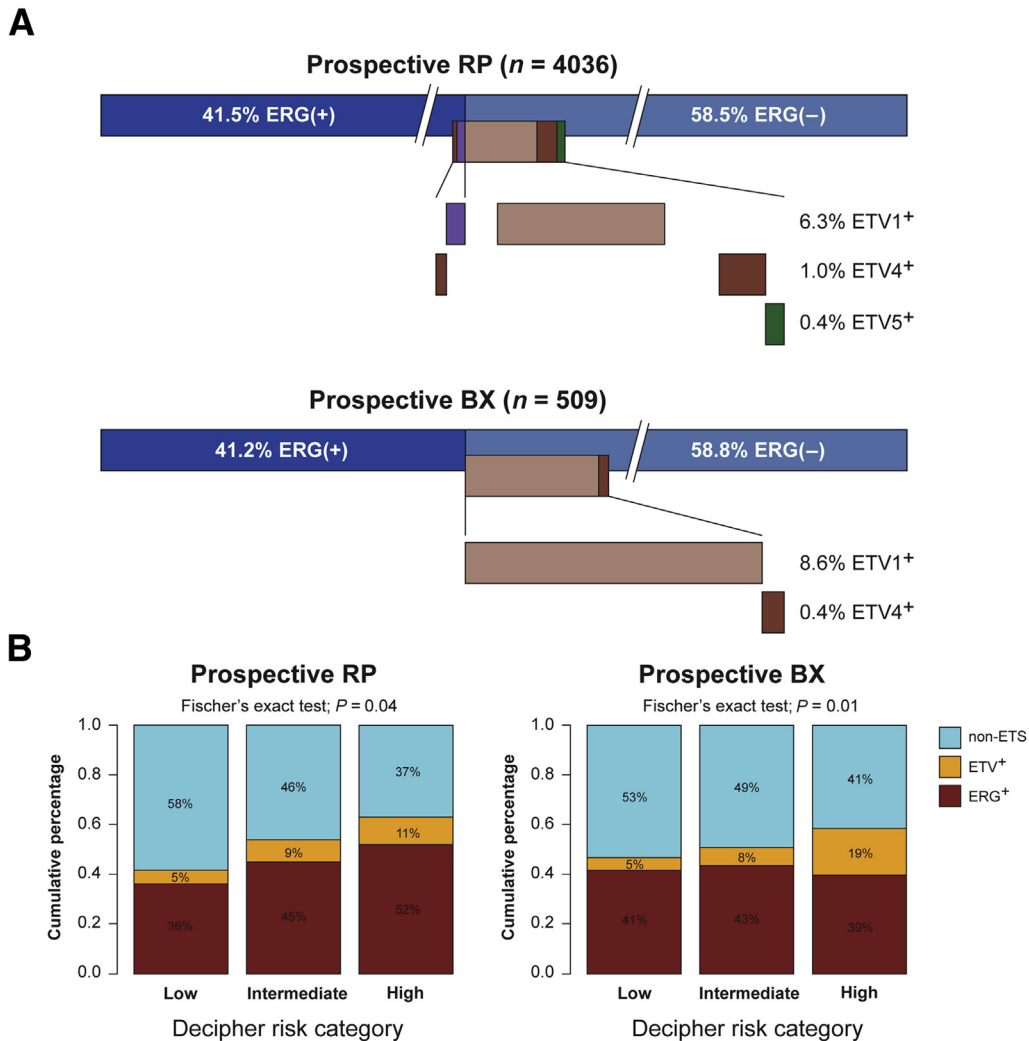 A
Prospective RP (n = 4036)
41.5% ERG(+)
58.5% ERG(–)
6.3% ETV1+
1.0% ETV4+
0.4% ETV5+
Prospective BX (n = 509)
41.2% ERG(+)
58.8% ERG(–)
8.6% ETV1+
0.4% ETV4+
B
Prospective RP
Fischer's exact test; P = 0.04
Cumulative percentage
1.0
0.8
0.6
0.4
0.2
0.0
58%
5%
36%
46%
9%
45%
37%
11%
52%
Low
Intermediate
High
Decipher risk category
Prospective BX
Fischer's exact test; P = 0.01
Cumulative percentage
1.0
0.8
0.6
0.4
0.2
0.0
53%
5%
41%
49%
8%
43%
41%
19%
39%
Low
Intermediate
High
Decipher risk category
non-ETS
ETV+
ERG+